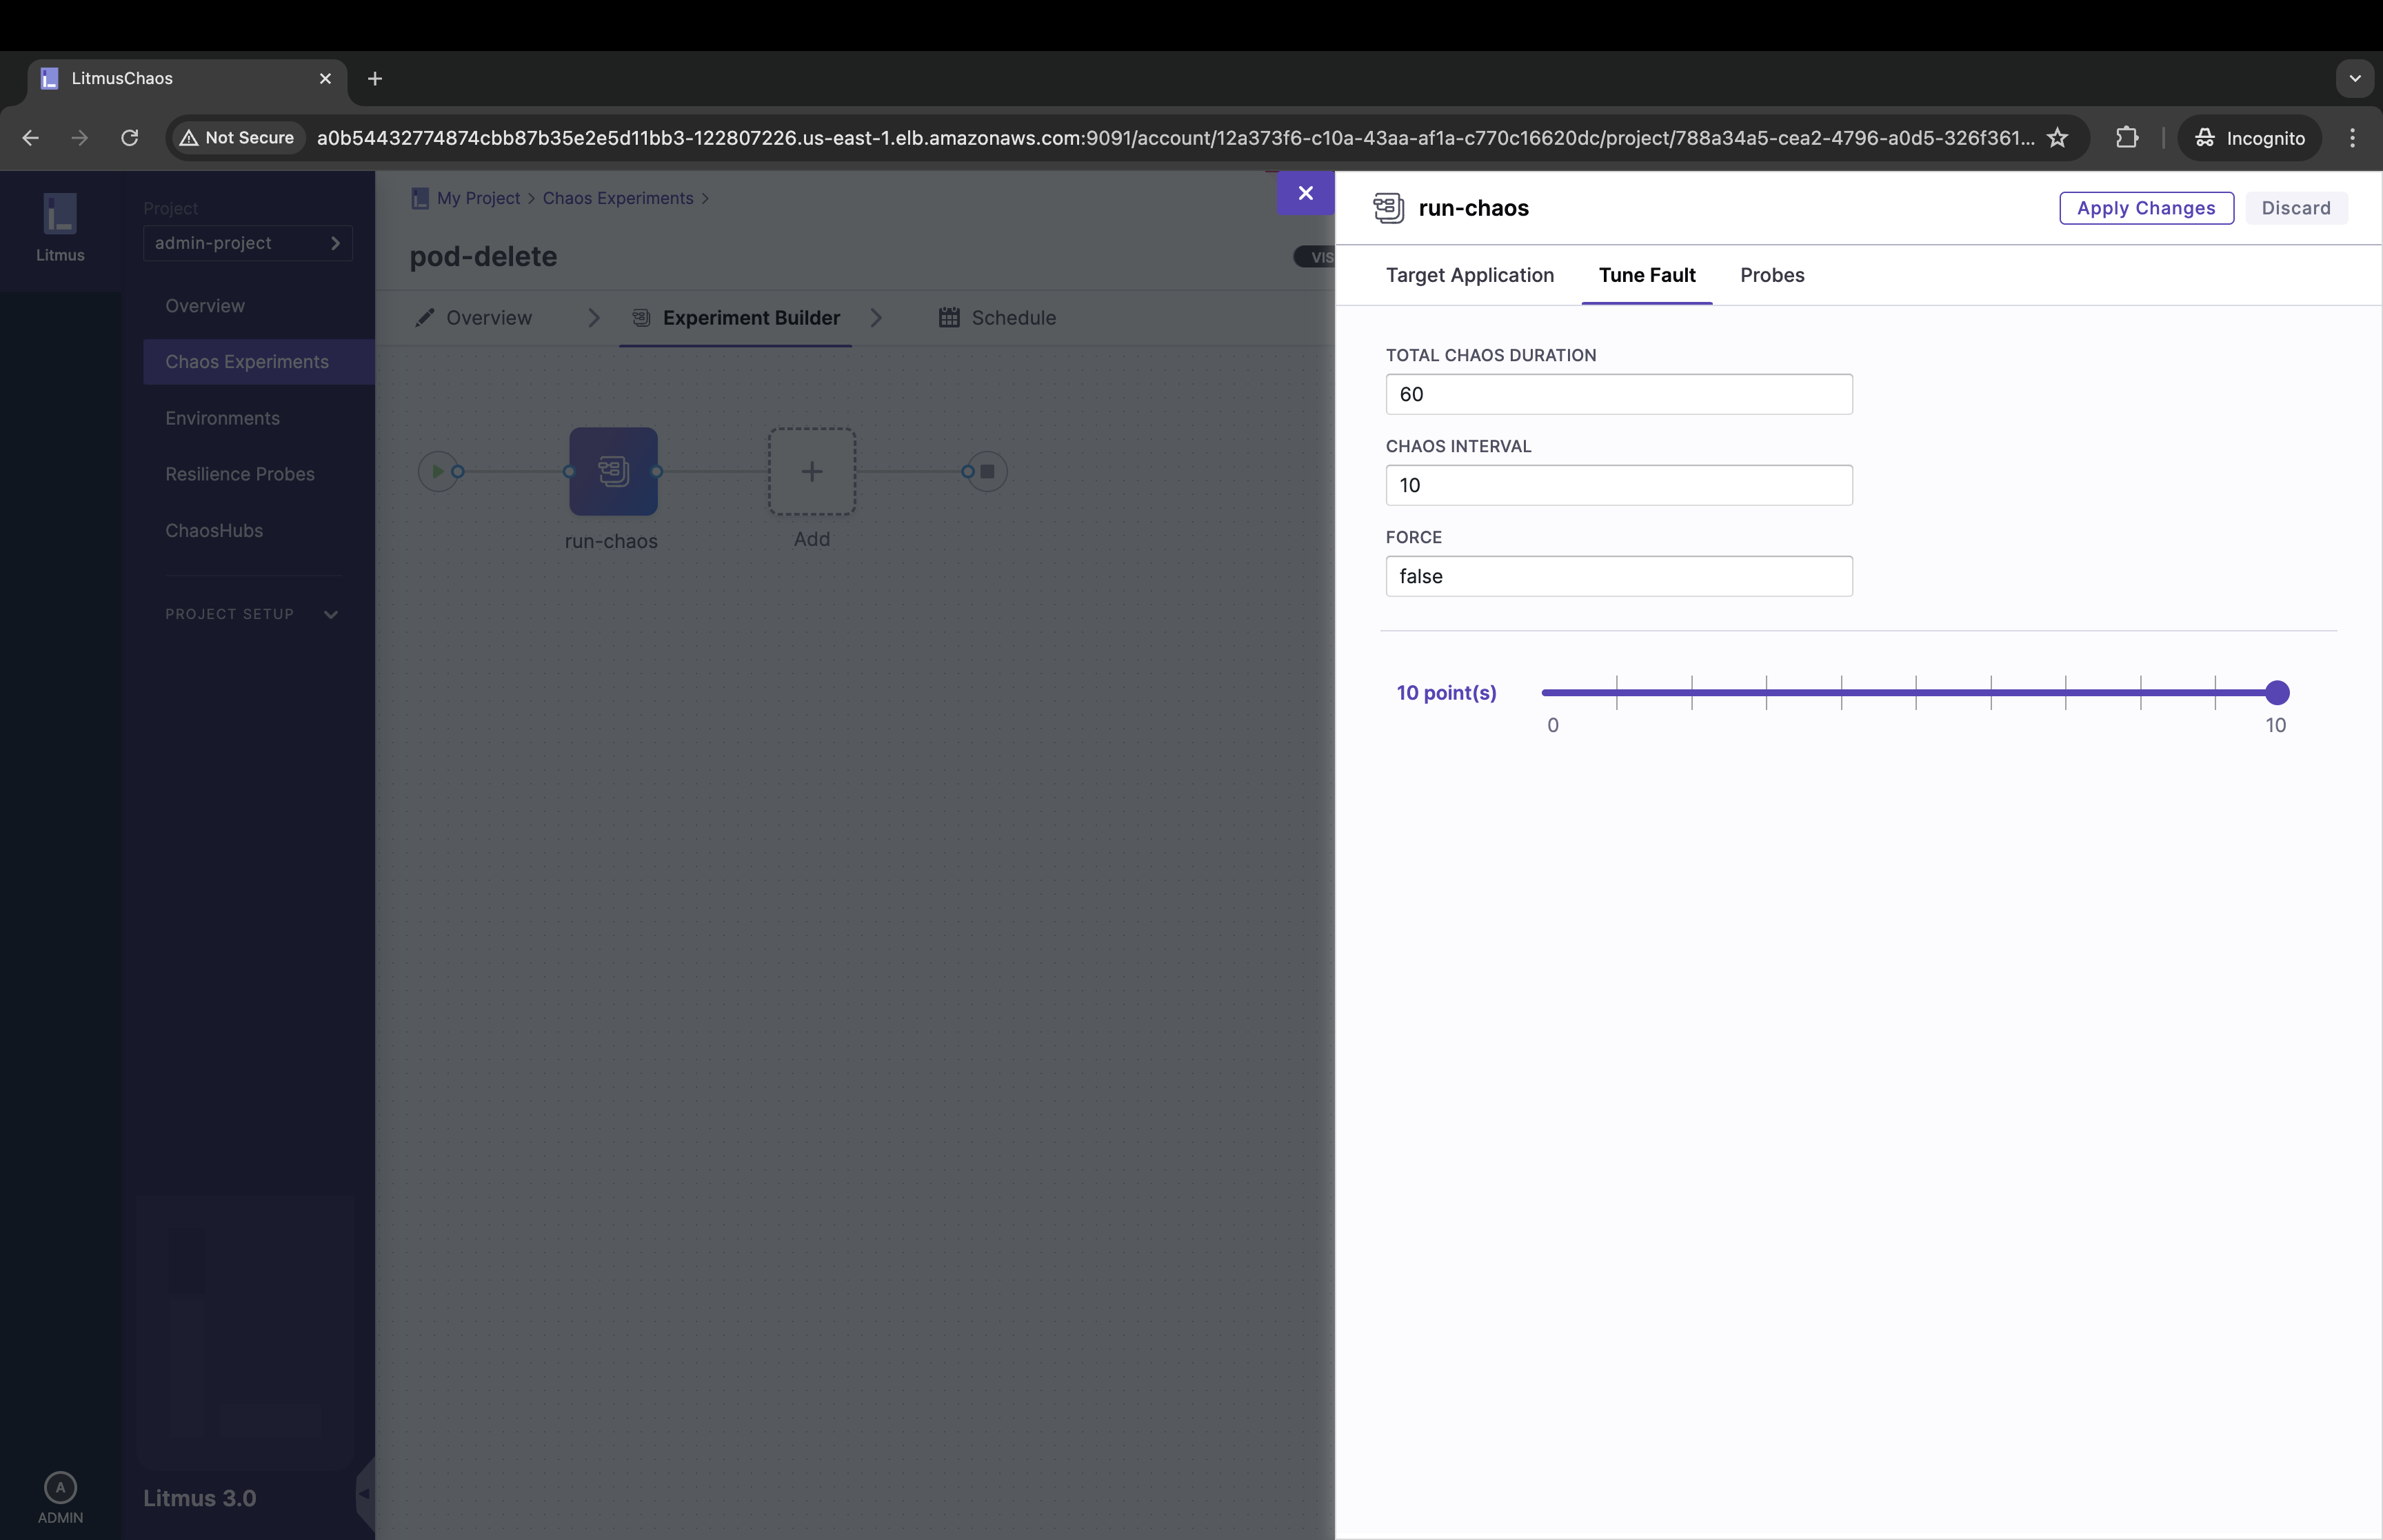 LitmusChaos
Not Secure
a0b54432774874cbb87b35e2e5d11bb3-122807226.us-east-1.elb.amazonaws.com:9091/account/12a373f6-c10a-43aa-af1a-c770c16620dc/project/788a34a5-cea2-4796-a0d5-326f361...
Incognito
Litmus
Project
admin-project
Overview
Chaos Experiments
Environments
Resilience Probes
ChaosHubs
PROJECT SETUP
Litmus 3.0
A
ADMIN
My Project > Chaos Experiments >
pod-delete
VIS
Overview
Experiment Builder
Schedule
run-chaos
Add
run-chaos
Apply Changes
Discard
Target Application
Tune Fault
Probes
TOTAL CHAOS DURATION
60
CHAOS INTERVAL
10
FORCE
false
10 point(s)
0
10